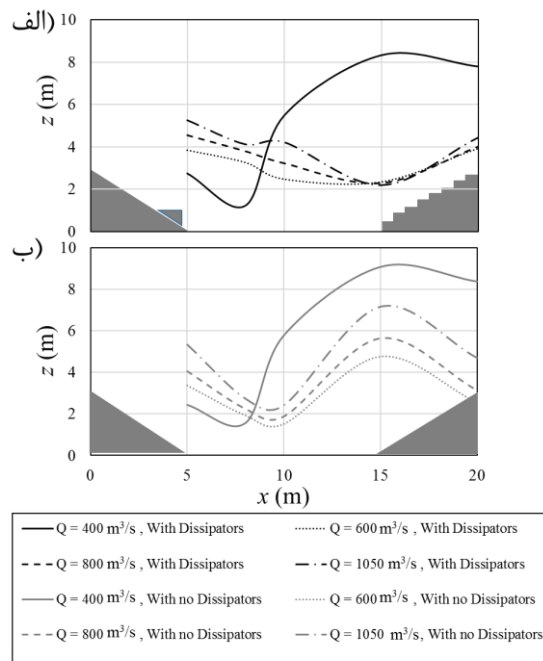 الف)
10
8
6
4
2
0
z (m)
ب)
10
8
6
4
2
0
z (m)
0 5 10 15 20
x (m)
Q = 400 m³/s , With Dissipators
Q = 600 m³/s , With Dissipators
Q = 800 m³/s , With Dissipators
Q = 1050 m³/s , With Dissipators
Q = 400 m³/s , With no Dissipators
Q = 600 m³/s , With no Dissipators
Q = 800 m³/s , With no Dissipators
Q = 1050 m³/s , With no Dissipators